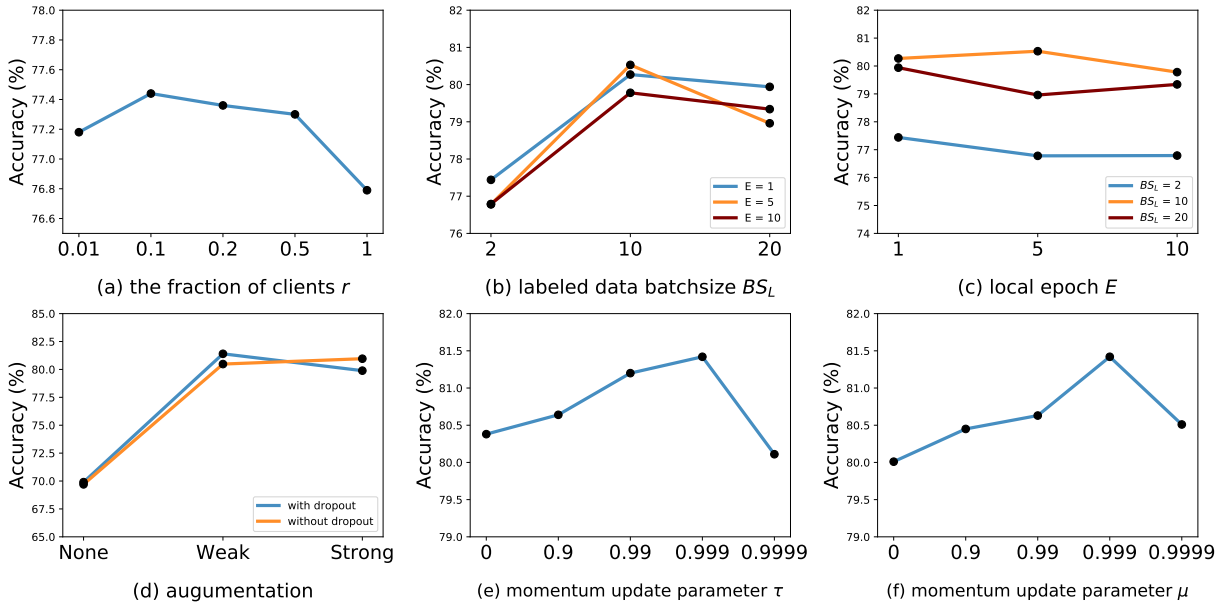 78.0
77.8
77.6
77.4
77.2
77.0
76.8
76.6
Accuracy (%)
0.01 0.1 0.2 0.5 1
(a) the fraction of clients r
82
81
80
79
78
77
76
Accuracy (%)
E = 1
E = 5
E = 10
2 10 20
(b) labeled data batchsize BS_L
82
81
80
79
78
77
76
75
74
Accuracy (%)
BS_L = 2
BS_L = 10
BS_L = 20
1 5 10
(c) local epoch E
85.0
82.5
80.0
77.5
75.0
72.5
70.0
67.5
65.0
Accuracy (%)
with dropout
without dropout
None Weak Strong
(d) augumentation
82.0
81.5
81.0
80.5
80.0
79.5
79.0
Accuracy (%)
0 0.9 0.99 0.999 0.9999
(e) momentum update parameter τ
82.0
81.5
81.0
80.5
80.0
79.5
79.0
Accuracy (%)
0 0.9 0.99 0.999 0.9999
(f) momentum update parameter μ